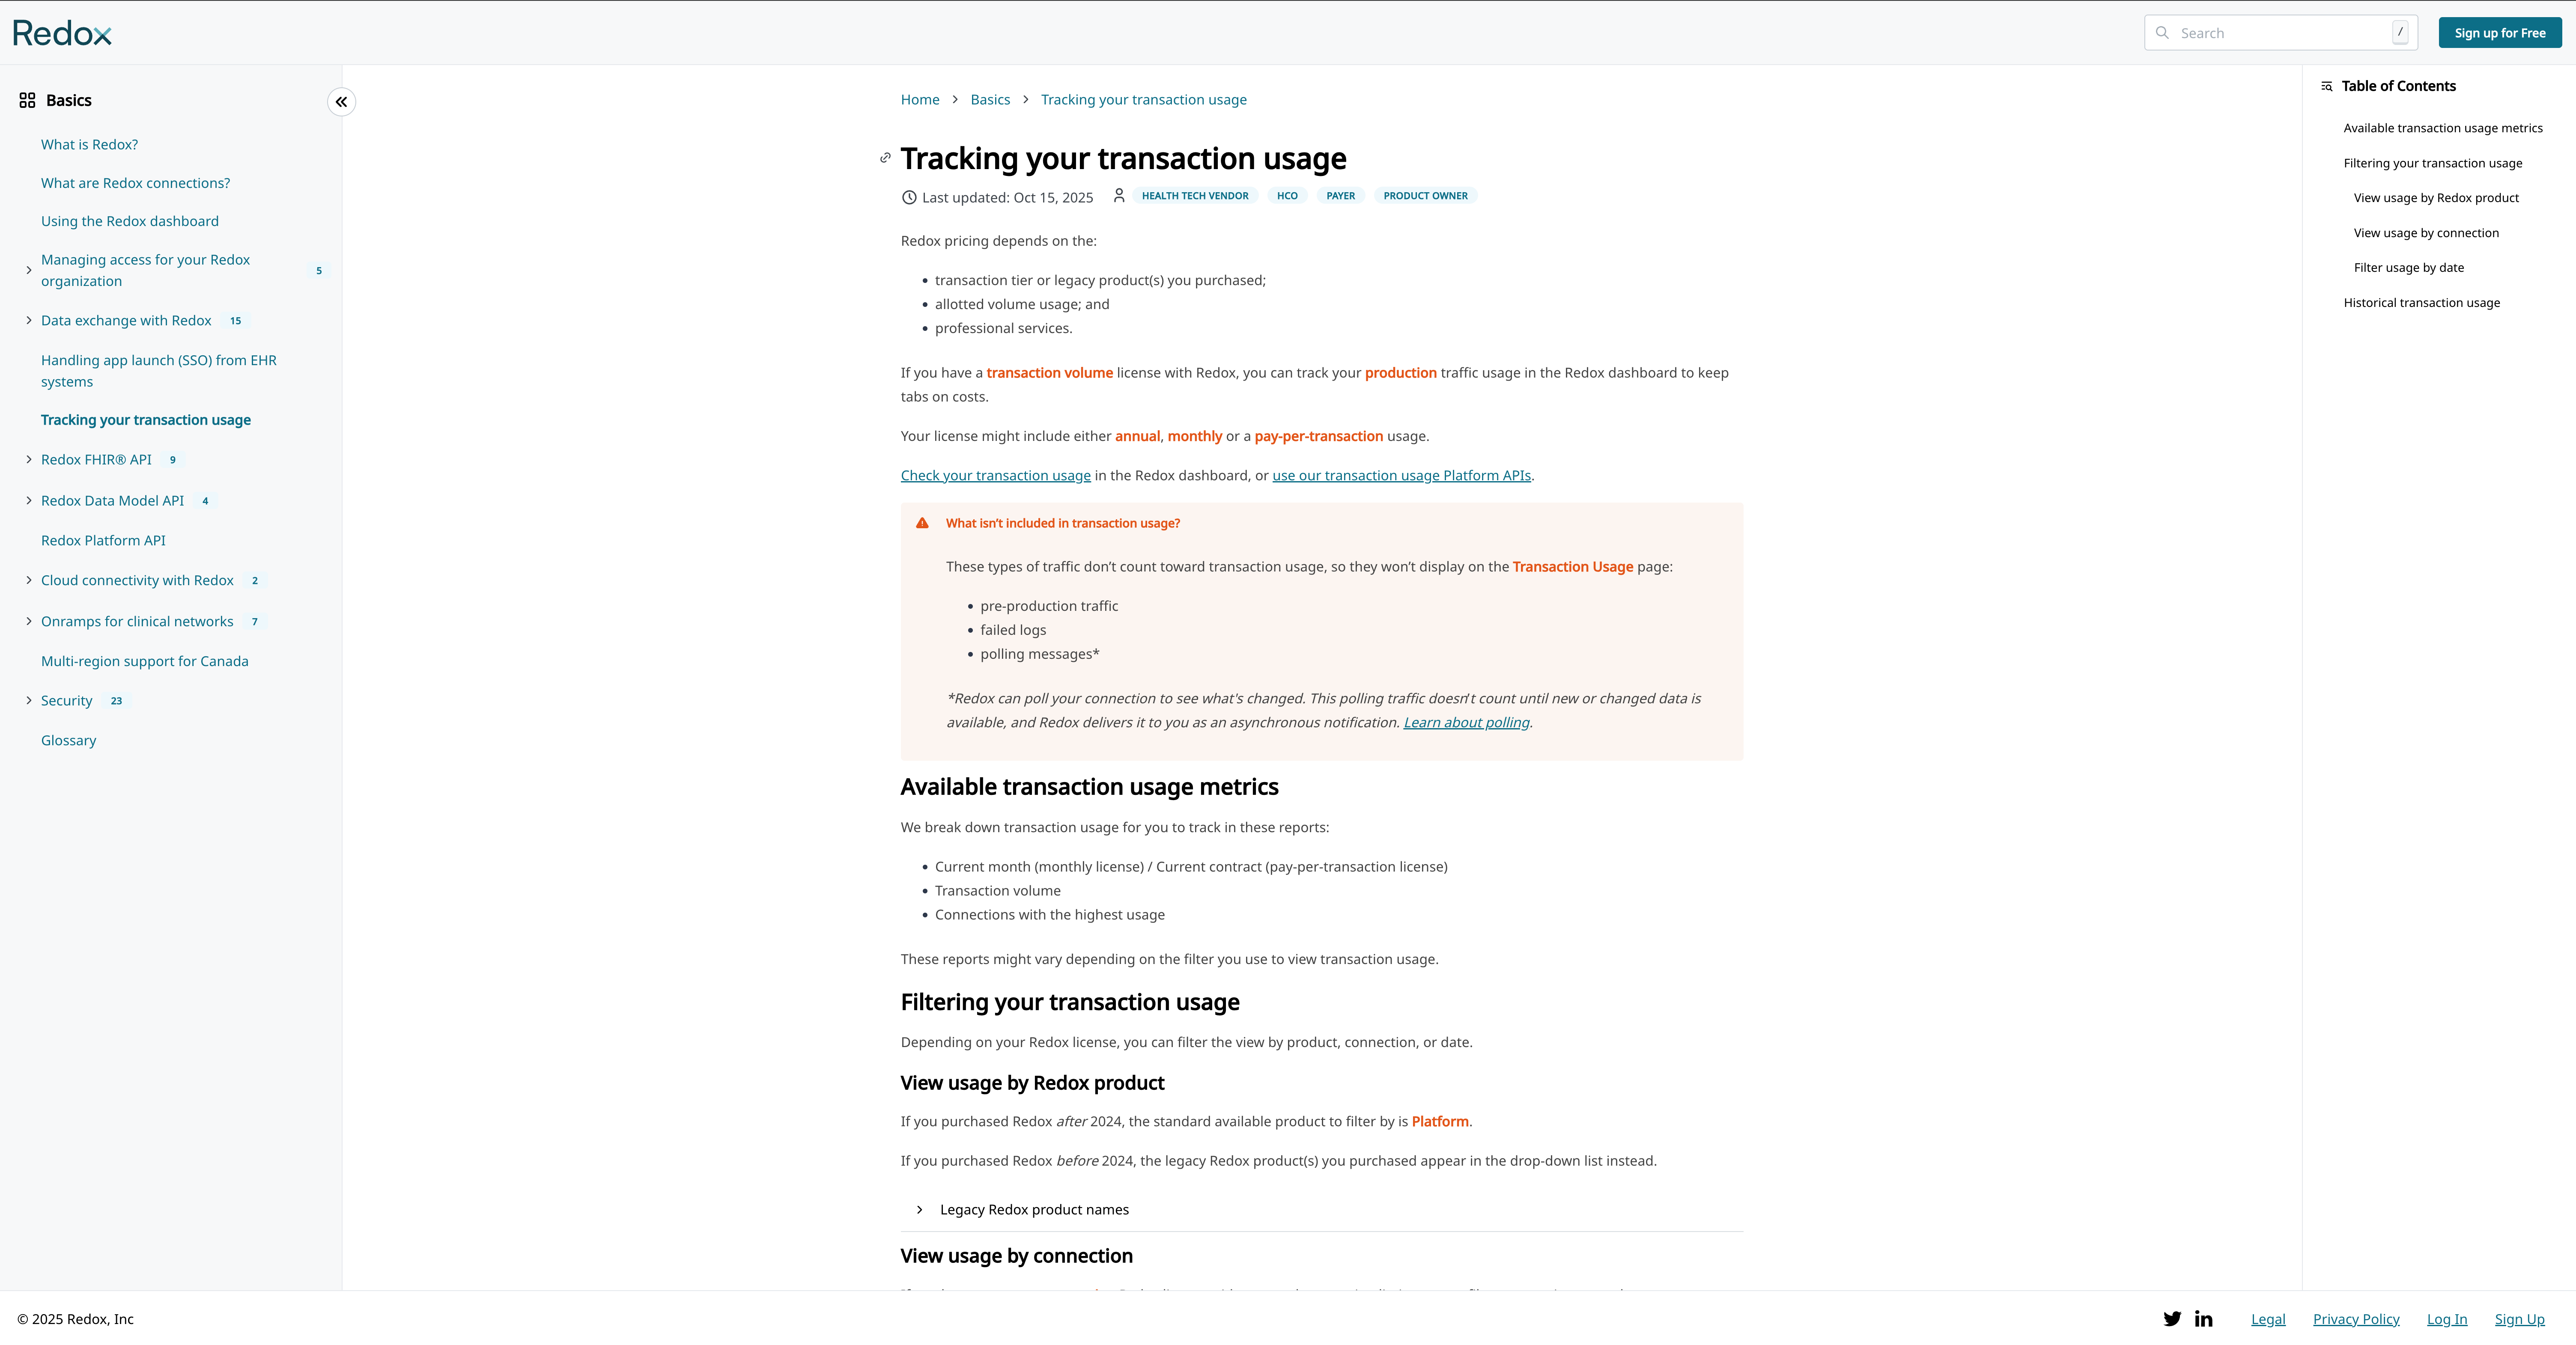 Redox
Search
/
Sign up for Free
Basics
What is Redox?
What are Redox connections?
Using the Redox dashboard
Managing access for your Redox
organization
5
Data exchange with Redox 15
Handling app launch (SSO) from EHR
systems
Tracking your transaction usage
Redox FHIR® API 9
Redox Data Model API 4
Redox Platform API
Cloud connectivity with Redox 2
Onramps for clinical networks 7
Multi-region support for Canada
Security 23
Glossary
Home > Basics > Tracking your transaction usage
Tracking your transaction usage
Last updated: Oct 15, 2025 HEALTH TECH VENDOR HCO PAYER PRODUCT OWNER
Redox pricing depends on the:
• transaction tier or legacy product(s) you purchased;
• allotted volume usage; and
• professional services.
If you have a transaction volume license with Redox, you can track your production traffic usage in the Redox dashboard to keep
tabs on costs.
Your license might include either annual, monthly or a pay-per-transaction usage.
Check your transaction usage in the Redox dashboard, or use our transaction usage Platform APIs.
What isn’t included in transaction usage?
These types of traffic don’t count toward transaction usage, so they won’t display on the Transaction Usage page:
• pre-production traffic
• failed logs
• polling messages*
*Redox can poll your connection to see what's changed. This polling traffic doesn’t count until new or changed data is
available, and Redox delivers it to you as an asynchronous notification. Learn about polling.
Available transaction usage metrics
We break down transaction usage for you to track in these reports:
• Current month (monthly license) / Current contract (pay-per-transaction license)
• Transaction volume
• Connections with the highest usage
These reports might vary depending on the filter you use to view transaction usage.
Filtering your transaction usage
Depending on your Redox license, you can filter the view by product, connection, or date.
View usage by Redox product
If you purchased Redox after 2024, the standard available product to filter by is Platform.
If you purchased Redox before 2024, the legacy Redox product(s) you purchased appear in the drop-down list instead.
Legacy Redox product names
View usage by connection
Table of Contents
Available transaction usage metrics
Filtering your transaction usage
View usage by Redox product
View usage by connection
Filter usage by date
Historical transaction usage
© 2025 Redox, Inc
Legal
Privacy Policy
Log In
Sign Up